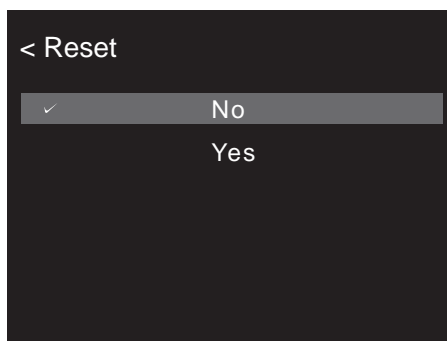 < Reset
No
Yes